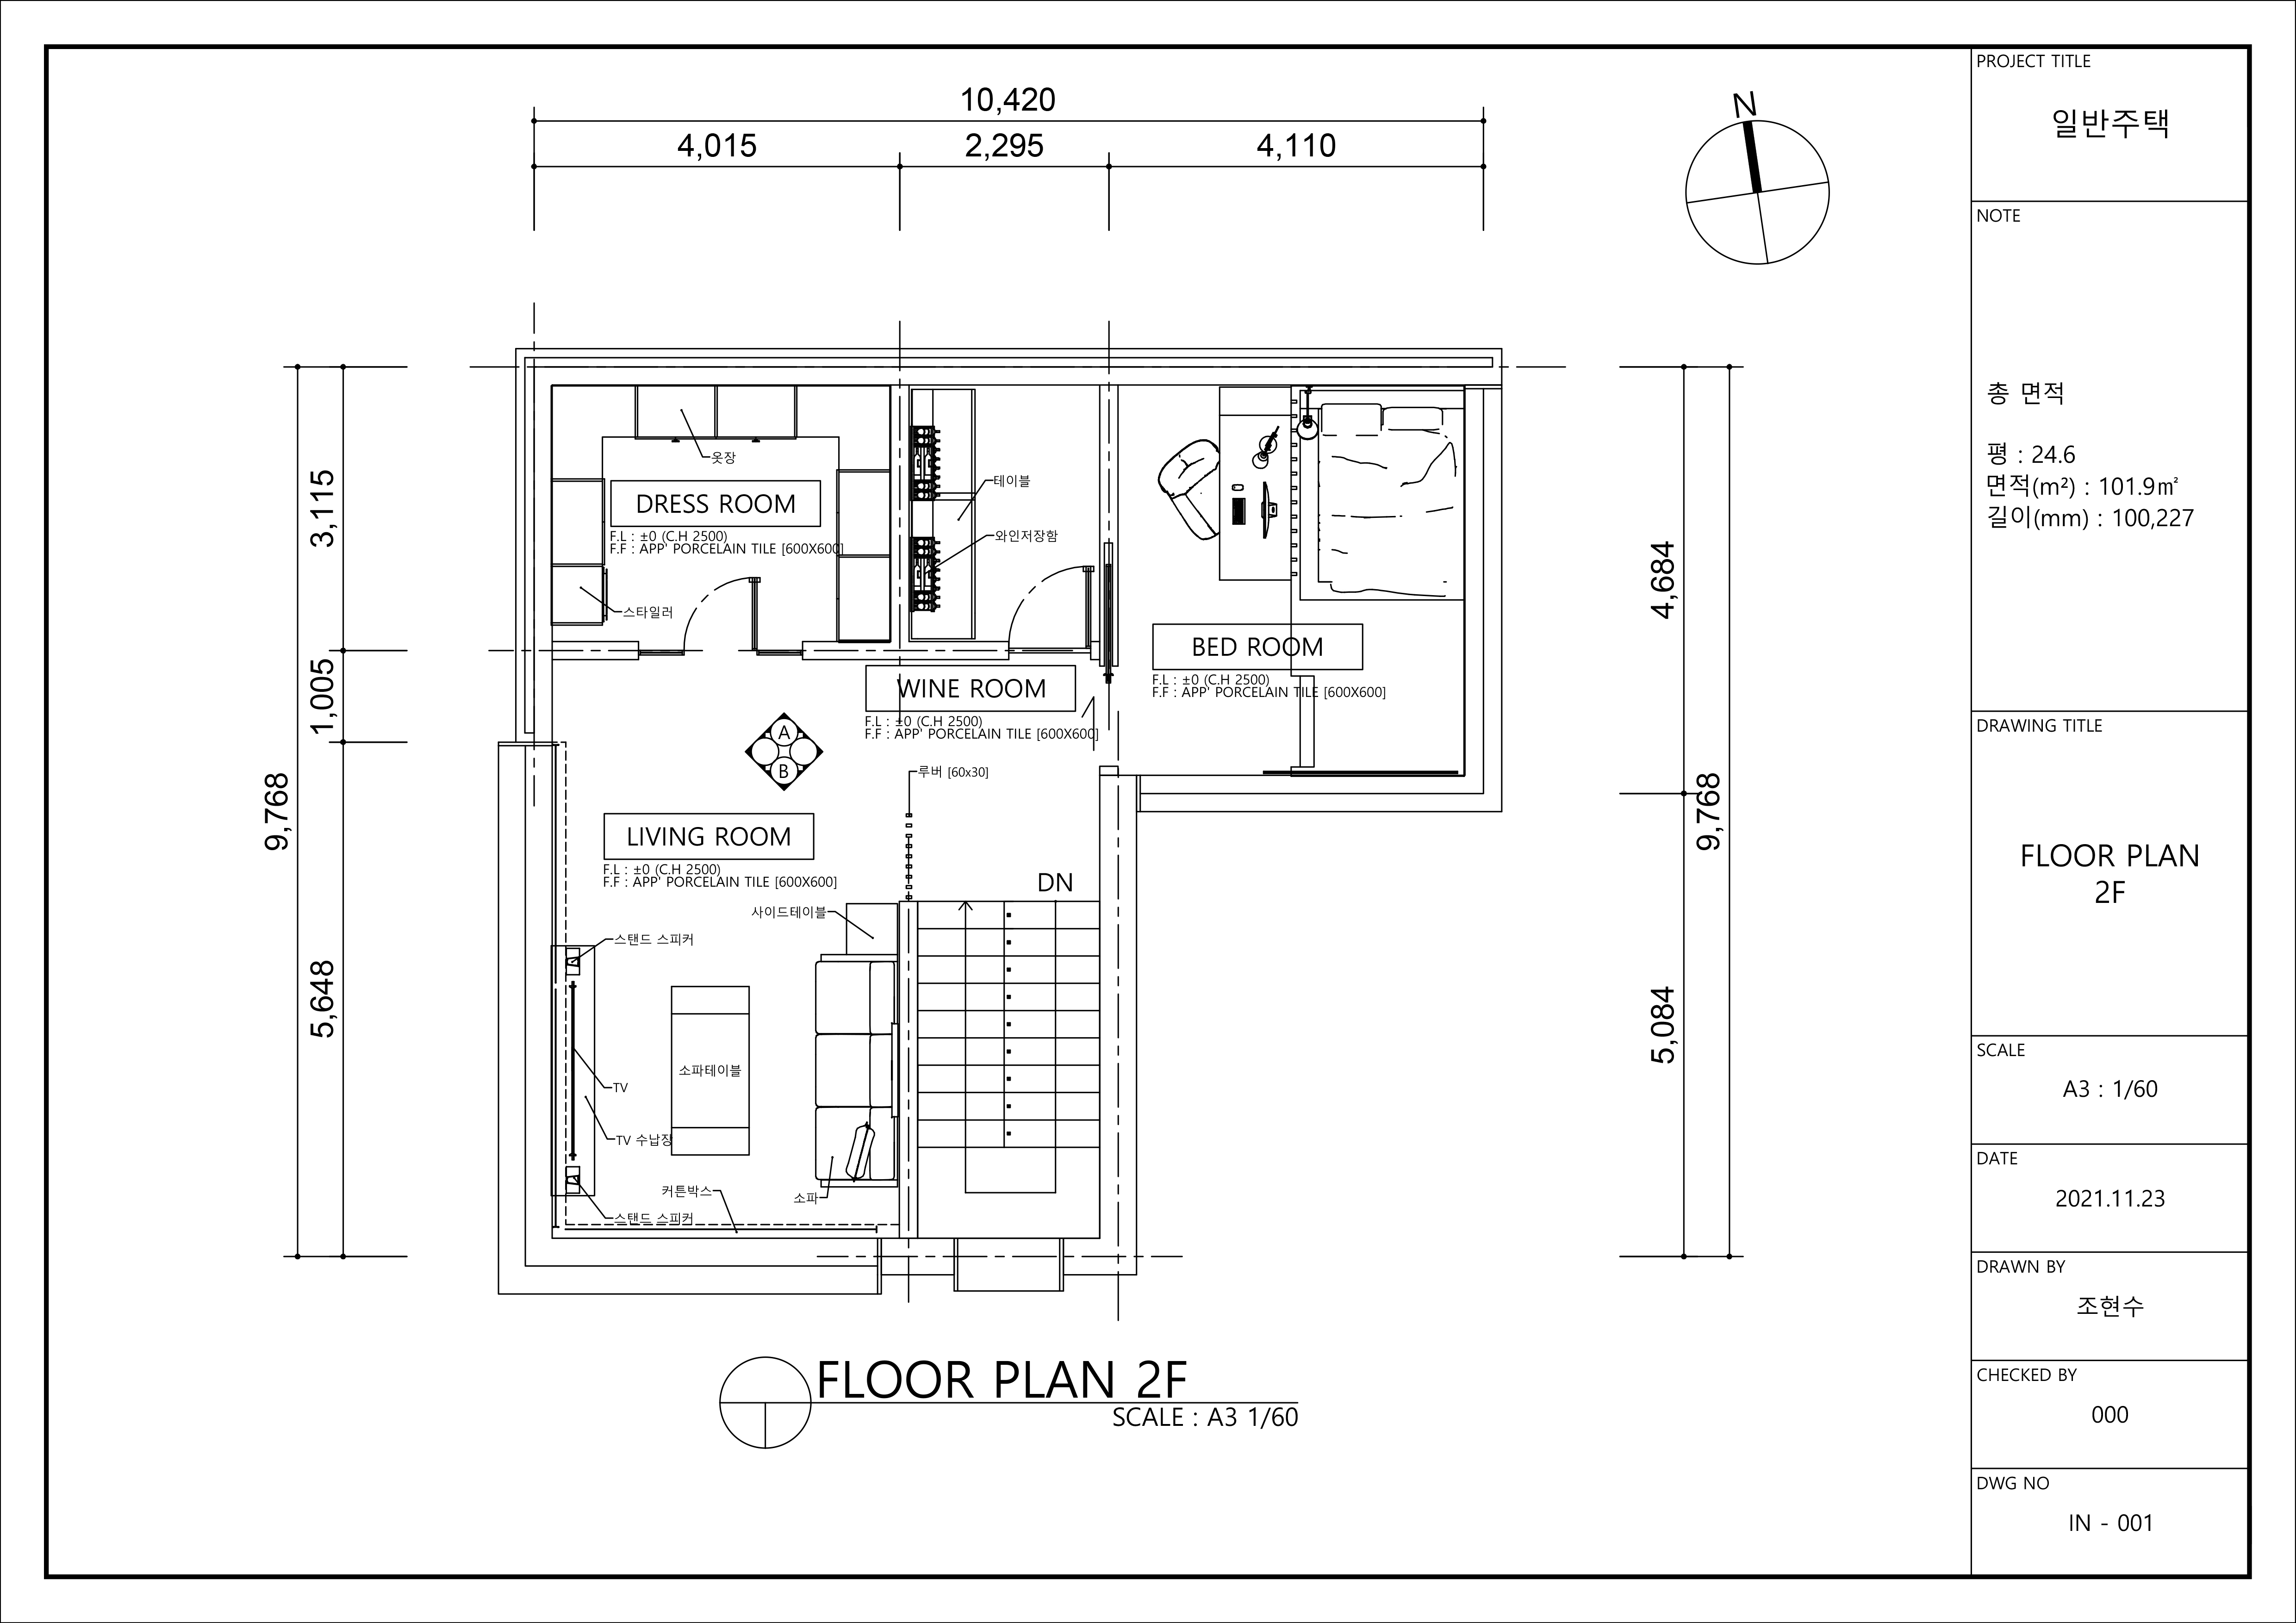 10,420
4,015
2,295
4,110
N
3,115
1,005
5,648
9,768
4,684
5,084
9,768
옷장
DRESS ROOM
F.L : ±0 (C.H 2500)
F.F : APP' PORCELAIN TILE [600X600]
스타일러
테이블
와인저장함
BED ROOM
F.L : ±0 (C.H 2500)
F.F : APP' PORCELAIN TILE [600X600]
WINE ROOM
F.L : ±0 (C.H 2500)
F.F : APP' PORCELAIN TILE [600X600]
A
B
루버 [60x30]
LIVING ROOM
F.L : ±0 (C.H 2500)
F.F : APP' PORCELAIN TILE [600X600]
DN
사이드테이블
스탠드 스피커
소파테이블
TV
TV 수납장
커튼박스
소파
스탠드 스피커
FLOOR PLAN 2F
SCALE : A3 1/60
PROJECT TITLE
일반주택
NOTE
총 면적
평 : 24.6
면적(m²) : 101.9㎡
길이(mm) : 100,227
DRAWING TITLE
FLOOR PLAN
2F
SCALE
A3 : 1/60
DATE
2021.11.23
DRAWN BY
조현수
CHECKED BY
000
DWG NO
IN - 001